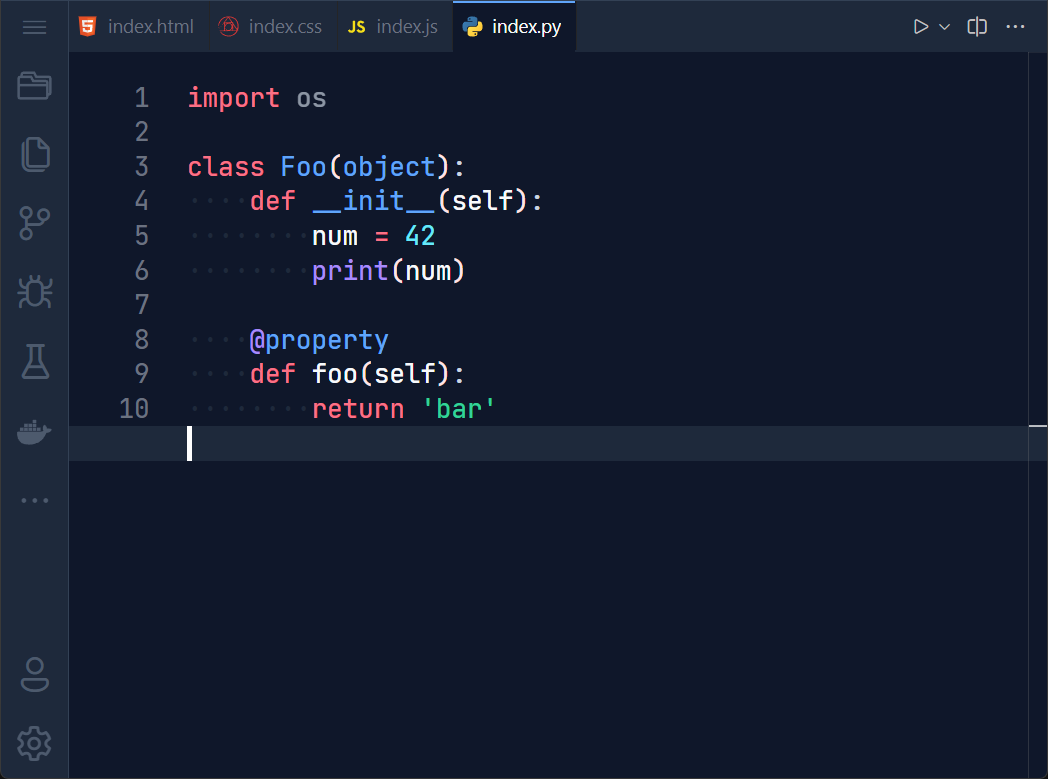 index.html index.css JS index.js index.py
1 import os
2
3 class Foo(object):
4     def __init__(self):
5         num = 42
6         print(num)
7
8     @property
9     def foo(self):
10         return 'bar'